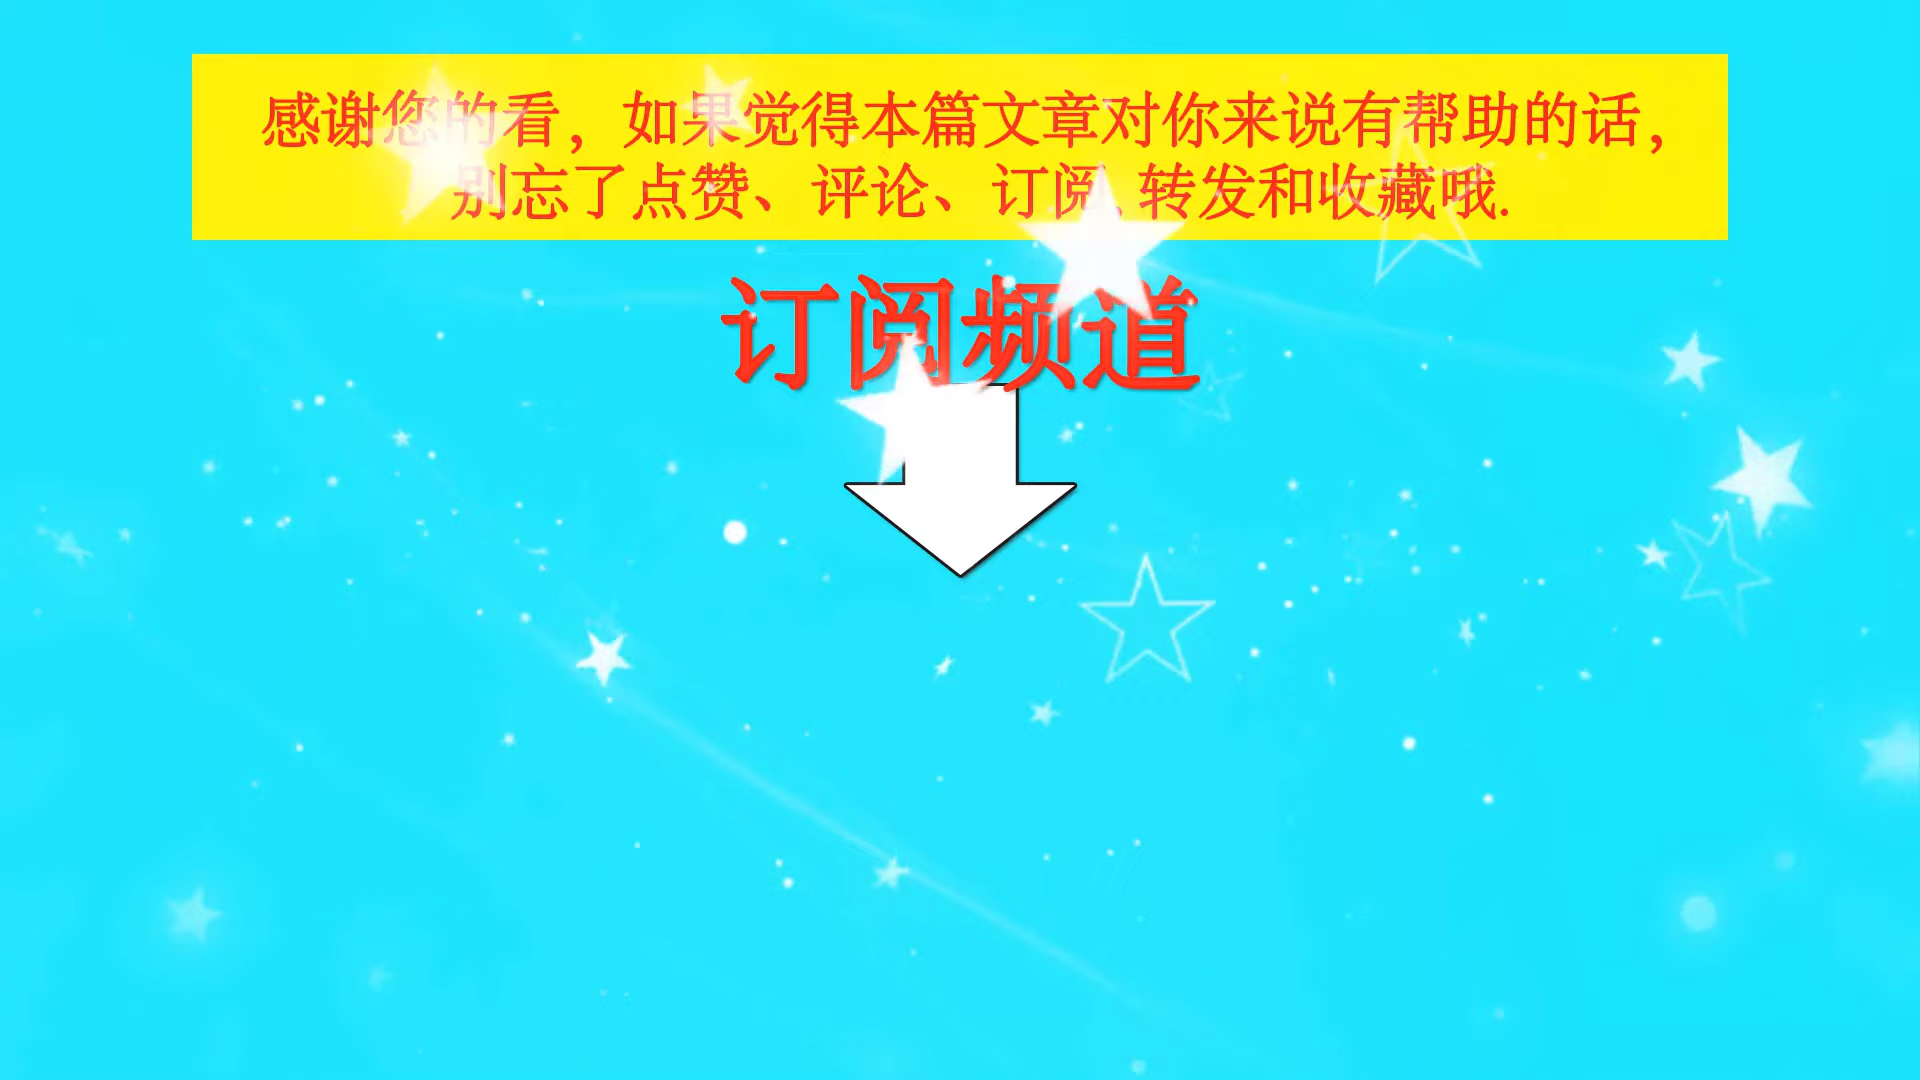 感谢您的看，如果觉得本篇文章对你来说有帮助的话，
别忘了点赞、评论、订阅,转发和收藏哦.
订阅频道